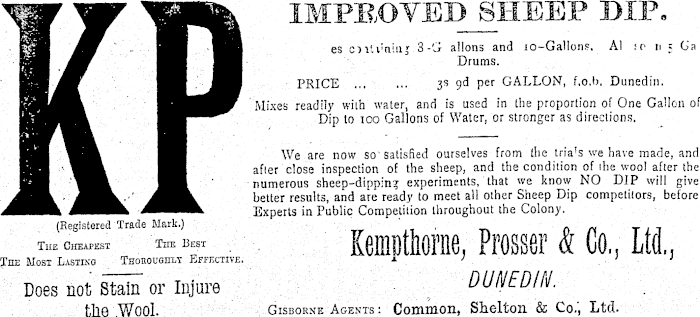 KP
(Registered Trade Mark.)
The Cheapest The Best
The Most Lasting Thoroughly Effective.
Does not Stain or Injure
the Wool.
IMPROVED SHEEP DIP.
containing 8-Gallons and 10-Gallons.
Drums.
PRICE ... ... 3s 9d per GALLON, f.o.b. Dunedin.
Mixes readily with water, and is used in the proportion of One Gallon of
Dip to 100 Gallons of Water, or stronger as directions.
We are now so satisfied ourselves from the trials we have made, and
after close inspection of the sheep, and the condition of the wool after the
numerous sheep-dipping experiments, that we know NO DIP will give
better results, and are ready to meet all other Sheep Dip competitors, before
Experts in Public Competition throughout the Colony.
Kempthorne, Prosser & Co., Ltd.,
DUNEDIN.
Gisborne Agents: Common, Shelton & Co., Ltd.